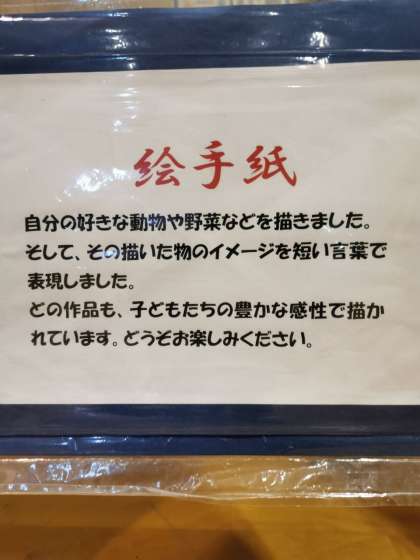 絵手紙
自分の好きな動物や野菜などを描きました。
そして、その描いた物のイメージを短い言葉で
表現しました。
どの作品も、子どもたちの豊かな感性で描か
れています。どうぞお楽しみください。